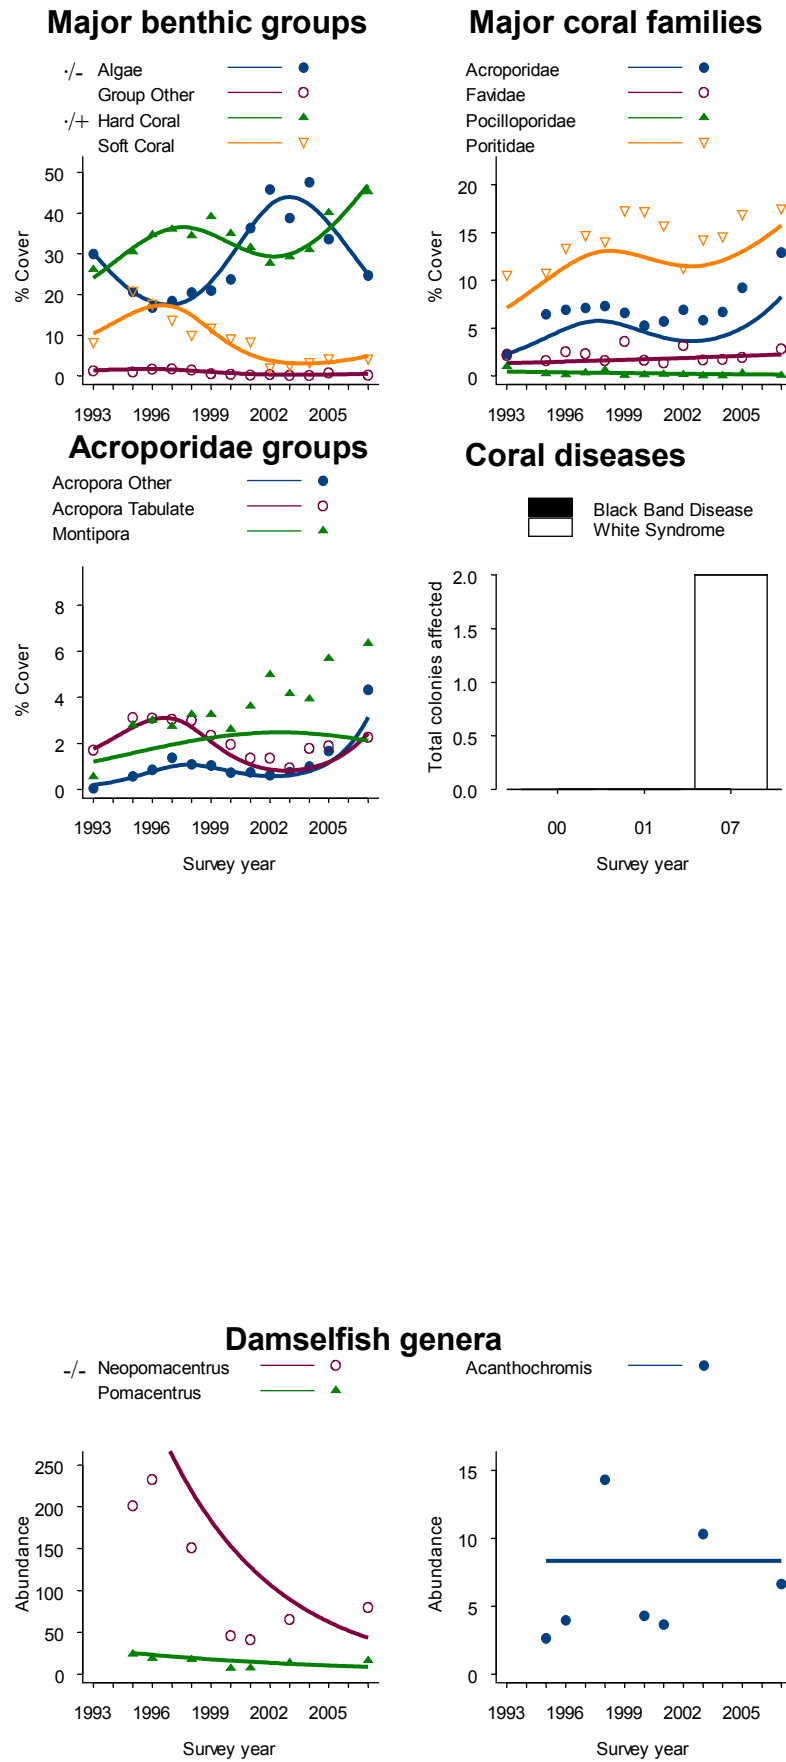 Major benthic groups
·/- Algae
Group Other
·/+ Hard Coral
Soft Coral
% Cover
50
40
30
20
10
0
1993 1996 1999 2002 2005
Major coral families
Acroporidae
Favidae
Pocilloporidae
Poritidae
% Cover
20
15
10
5
0
1993 1996 1999 2002 2005
Acroporidae groups
Acropora Other
Acropora Tabulate
Montipora
% Cover
8
6
4
2
0
1993 1996 1999 2002 2005
Survey year
Coral diseases
Black Band Disease
White Syndrome
Total colonies affected
2.0
1.5
1.0
0.5
0.0
00 01 07
Survey year
Damselfish genera
-/- Neopomacentrus
Pomacentrus
Abundance
250
200
150
100
50
0
1993 1996 1999 2002 2005
Survey year
Acanthochromis
Abundance
15
10
5
0
1993 1996 1999 2002 2005
Survey year